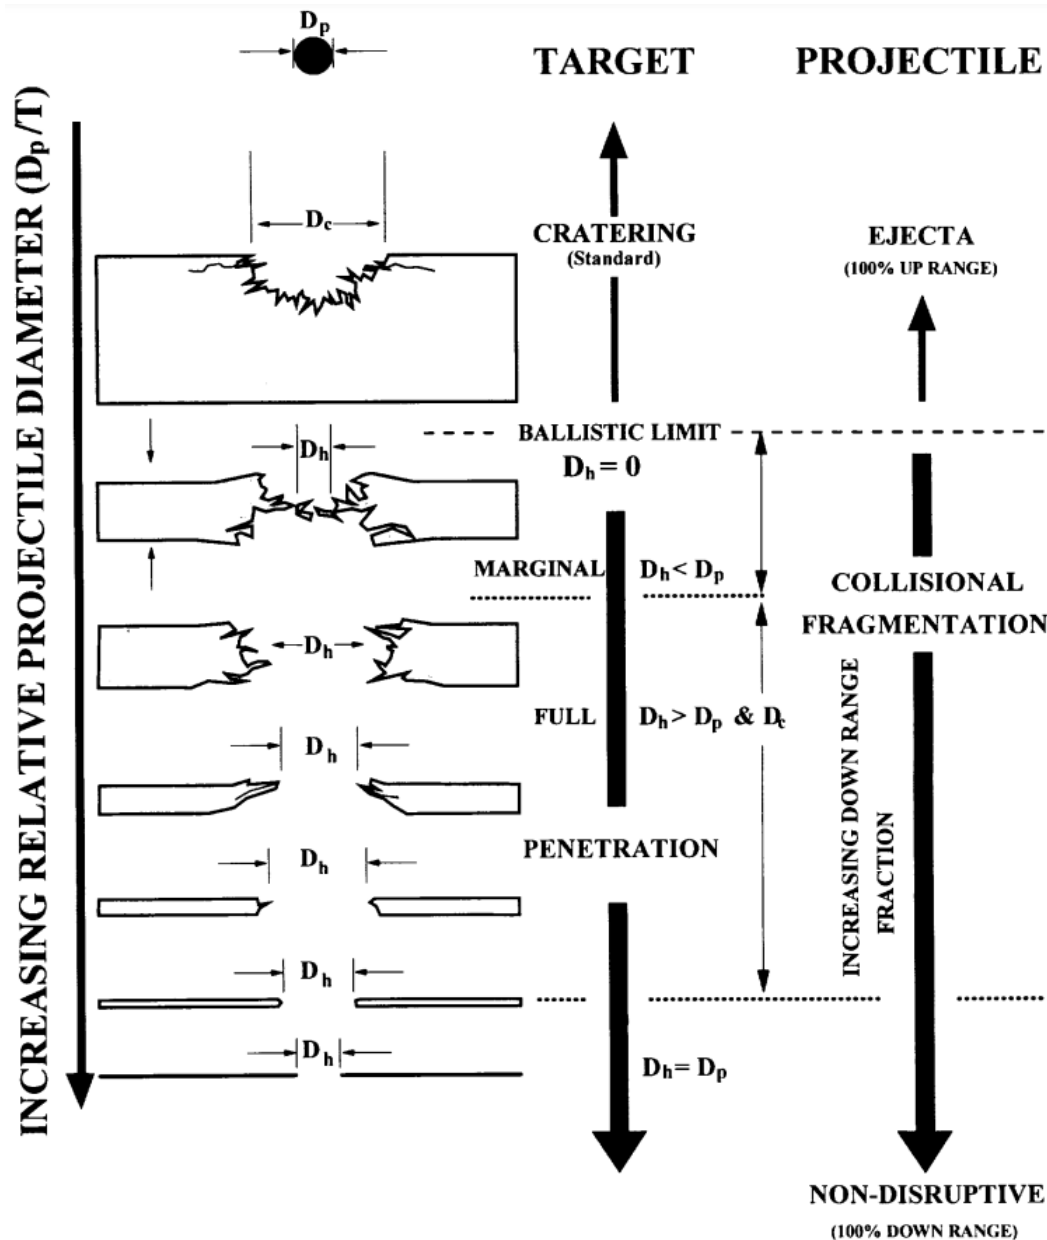 INCREASING RELATIVE PROJECTILE DIAMETER (Dp/T)
Dp
TARGET
PROJECTILE
Dc
CRATERING
(Standard)
EJECTA
(100% UP RANGE)
BALLISTIC LIMIT
Dh = 0
Dh
MARGINAL
Dh < Dp
COLLISIONAL
FRAGMENTATION
Dh
FULL
Dh > Dp & Dc
INCREASING DOWN RANGE
FRACTION
Dh
PENETRATION
Dh
Dh
Dh
Dh = Dp
NON-DISRUPTIVE
(100% DOWN RANGE)